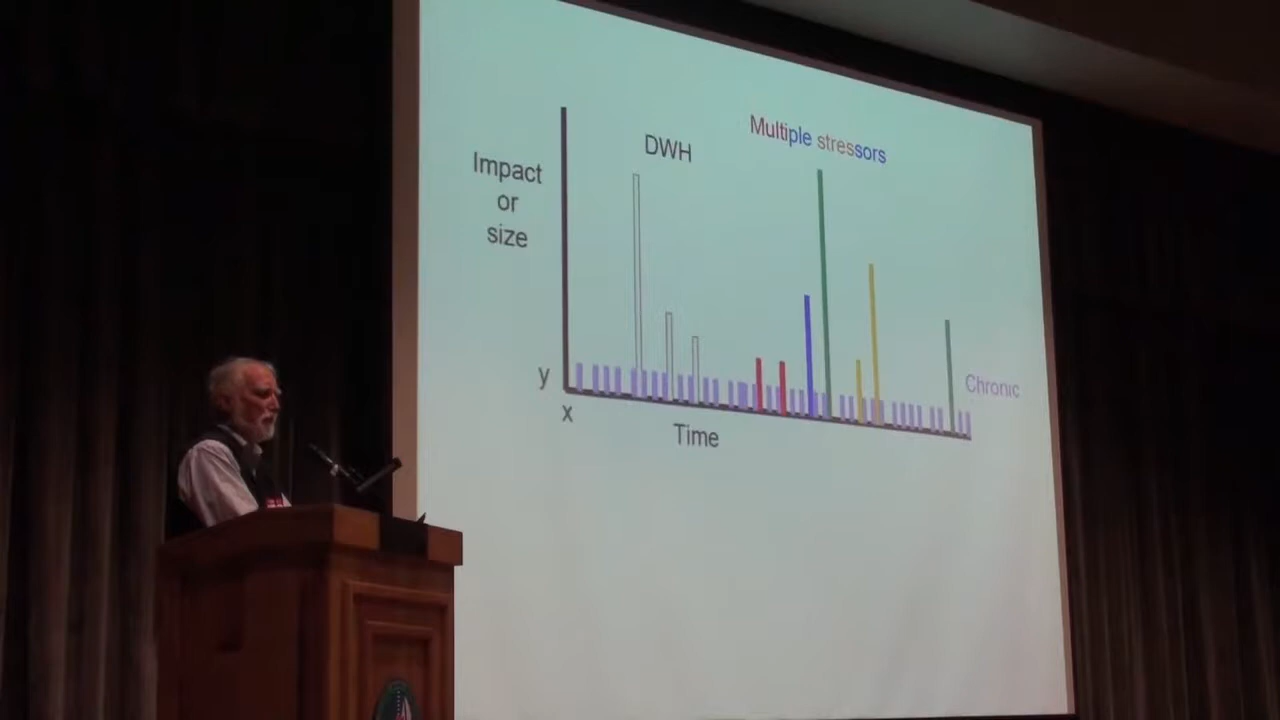 DWH
Multiple stressors
Impact
or
size
y
x
Time
Chronic